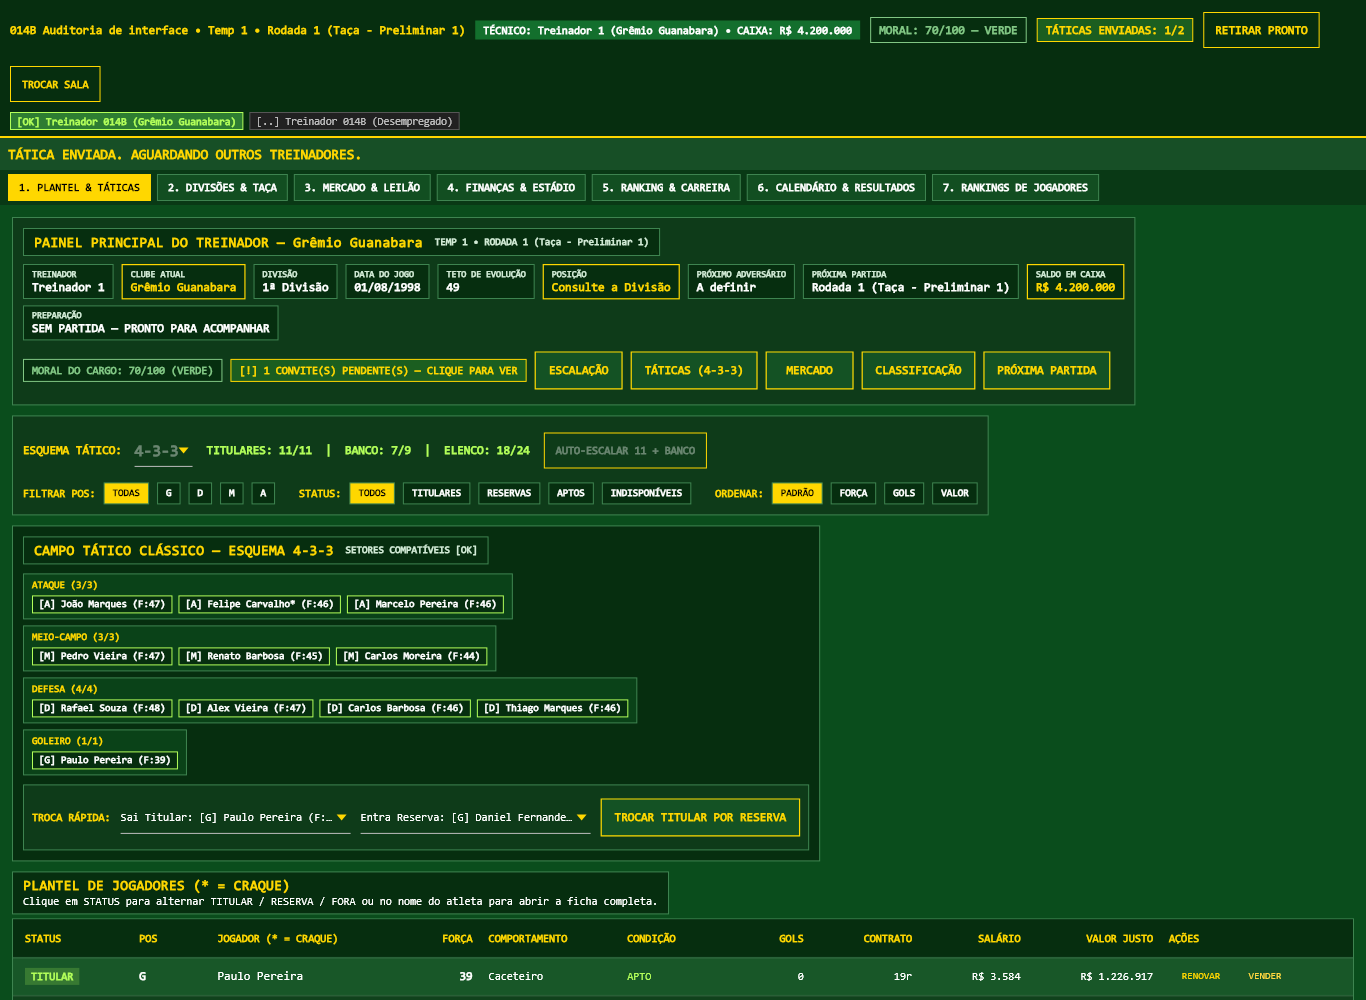 014B Auditoria de interface • Temp 1 • Rodada 1 (Taça - Preliminar 1) TÉCNICO: Treinador 1 (Grêmio Guanabara) • CAIXA: R$ 4.200.000 MORAL: 70/100 — VERDE TÁTICAS ENVIADAS: 1/2 RETIRAR PRONTO
TROCAR SALA
[OK] Treinador 014B (Grêmio Guanabara) [..] Treinador 014B (Desempregado)
TÁTICA ENVIADA. AGUARDANDO OUTROS TREINADORES.
1. PLANTEL & TÁTICAS 2. DIVISÕES & TAÇA 3. MERCADO & LEILÃO 4. FINANÇAS & ESTÁDIO 5. RANKING & CARREIRA 6. CALENDÁRIO & RESULTADOS 7. RANKINGS DE JOGADORES
PAINEL PRINCIPAL DO TREINADOR — Grêmio Guanabara TEMP 1 • RODADA 1 (Taça - Preliminar 1)
TREINADOR CLUBE ATUAL DIVISÃO DATA DO JOGO TETO DE EVOLUÇÃO POSIÇÃO PRÓXIMO ADVERSÁRIO PRÓXIMA PARTIDA SALDO EM CAIXA
Treinador 1 Grêmio Guanabara 1ª Divisão 01/08/1998 49 Consulte a Divisão A definir Rodada 1 (Taça - Preliminar 1) R$ 4.200.000
PREPARAÇÃO
SEM PARTIDA — PRONTO PARA ACOMPANHAR
MORAL DO CARGO: 70/100 (VERDE) [!] 1 CONVITE(S) PENDENTE(S) — CLIQUE PARA VER ESCALAÇÃO TÁTICAS (4-3-3) MERCADO CLASSIFICAÇÃO PRÓXIMA PARTIDA
ESQUEMA TÁTICO: 4-3-3 TITULARES: 11/11 | BANCO: 7/9 | ELENCO: 18/24 AUTO-ESCALAR 11 + BANCO
FILTRAR POS: TODAS G D M A STATUS: TODOS TITULARES RESERVAS APTOS INDISPONÍVEIS ORDENAR: PADRÃO FORÇA GOLS VALOR
CAMPO TÁTICO CLÁSSICO — ESQUEMA 4-3-3 SETORES COMPATÍVEIS [OK]
ATAQUE (3/3)
[A] João Marques (F:47) [A] Felipe Carvalho* (F:46) [A] Marcelo Pereira (F:46)
MEIO-CAMPO (3/3)
[M] Pedro Vieira (F:47) [M] Renato Barbosa (F:45) [M] Carlos Moreira (F:44)
DEFESA (4/4)
[D] Rafael Souza (F:48) [D] Alex Vieira (F:47) [D] Carlos Barbosa (F:46) [D] Thiago Marques (F:46)
GOLEIRO (1/1)
[G] Paulo Pereira (F:39)
TROCA RÁPIDA: Sai Titular: [G] Paulo Pereira (F:… Entra Reserva: [G] Daniel Fernande… TROCAR TITULAR POR RESERVA
PLANTEL DE JOGADORES (* = CRAQUE)
Clique em STATUS para alternar TITULAR / RESERVA / FORA ou no nome do atleta para abrir a ficha completa.
STATUS POS JOGADOR (* = CRAQUE) FORÇA COMPORTAMENTO CONDIÇÃO GOLS CONTRATO SALÁRIO VALOR JUSTO AÇÕES
TITULAR G Paulo Pereira 39 Caceteiro APTO 0 19r R$ 3.584 R$ 1.226.917 RENOVAR VENDER